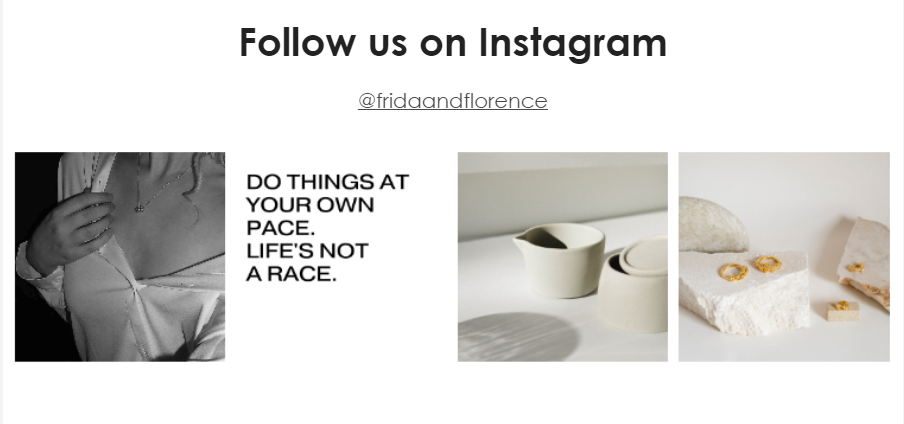 Follow us on Instagram
@fridaandflorence
DO THINGS AT
YOUR OWN
PACE.
LIFE'S NOT
A RACE.